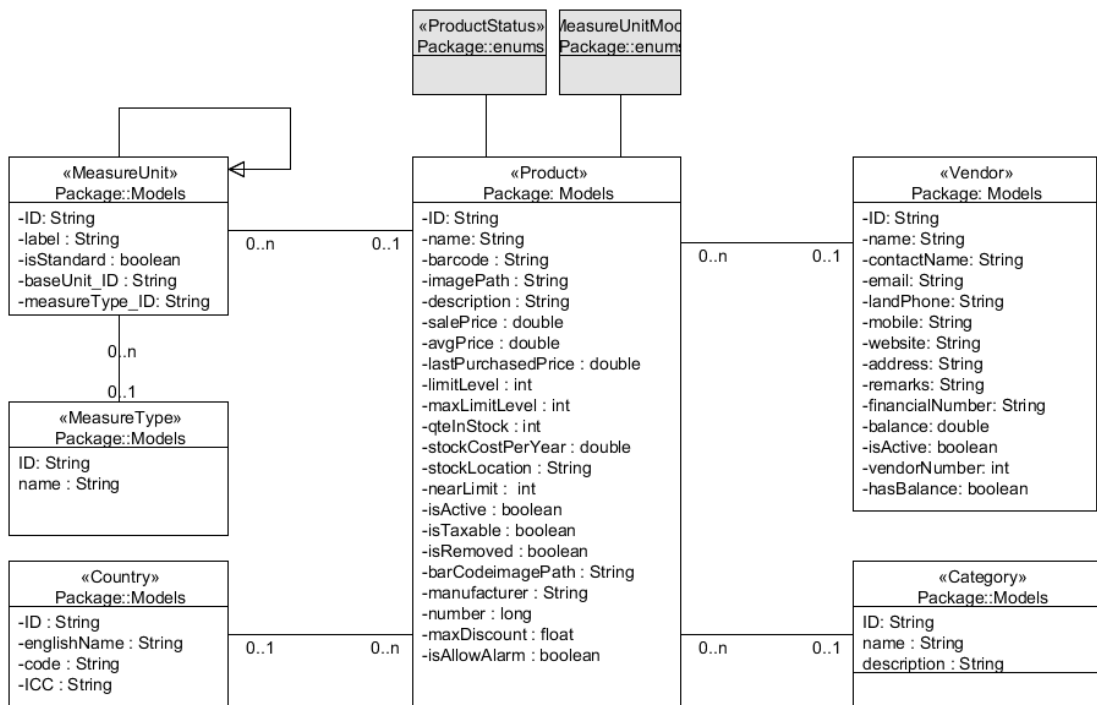 «ProductStatus»
Package::enums
MeasureUnitMod
Package::enums
«MeasureUnit»
Package::Models
-ID: String
-label : String
-isStandard : boolean
-baseUnit_ID : String
-measureType_ID: String
0..n
0..1
0..n
0..1
«MeasureType»
Package::Models
ID: String
name : String
«Country»
Package::Models
-ID : String
-englishName : String
-code : String
-ICC : String
0..1
0..n
«Product»
Package: Models
-ID: String
-name: String
-barcode : String
-imagePath : String
-description : String
-salePrice : double
-avgPrice : double
-lastPurchasedPrice : double
-limitLevel : int
-maxLimitLevel : int
-qteInStock : int
-stockCostPerYear : double
-stockLocation : String
-nearLimit : int
-isActive : boolean
-isTaxable : boolean
-isRemoved : boolean
-barCodeimagePath : String
-manufacturer : String
-number : long
-maxDiscount : float
-isAllowAlarm : boolean
0..n
0..1
«Vendor»
Package: Models
-ID: String
-name: String
-contactName: String
-email: String
-landPhone: String
-mobile: String
-website: String
-address: String
-remarks: String
-financialNumber: String
-balance: double
-isActive: boolean
-vendorNumber: int
-hasBalance: boolean
0..n
0..1
«Category»
Package::Models
ID: String
name : String
description : String